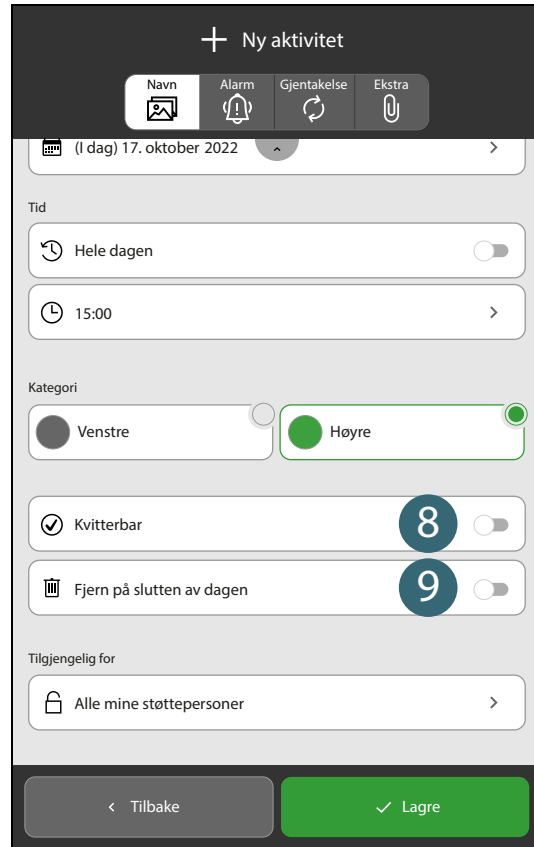 Ny aktivitet
Navn Alarm Gjentakelse Ekstra
(I dag) 17. oktober 2022
Tid
Hele dagen
15:00
Kategori
Venstre Høyre
Kvitterbar 8
Fjern på slutten av dagen 9
Tilgjengelig for
Alle mine støttepersoner
Tilbake Lagre